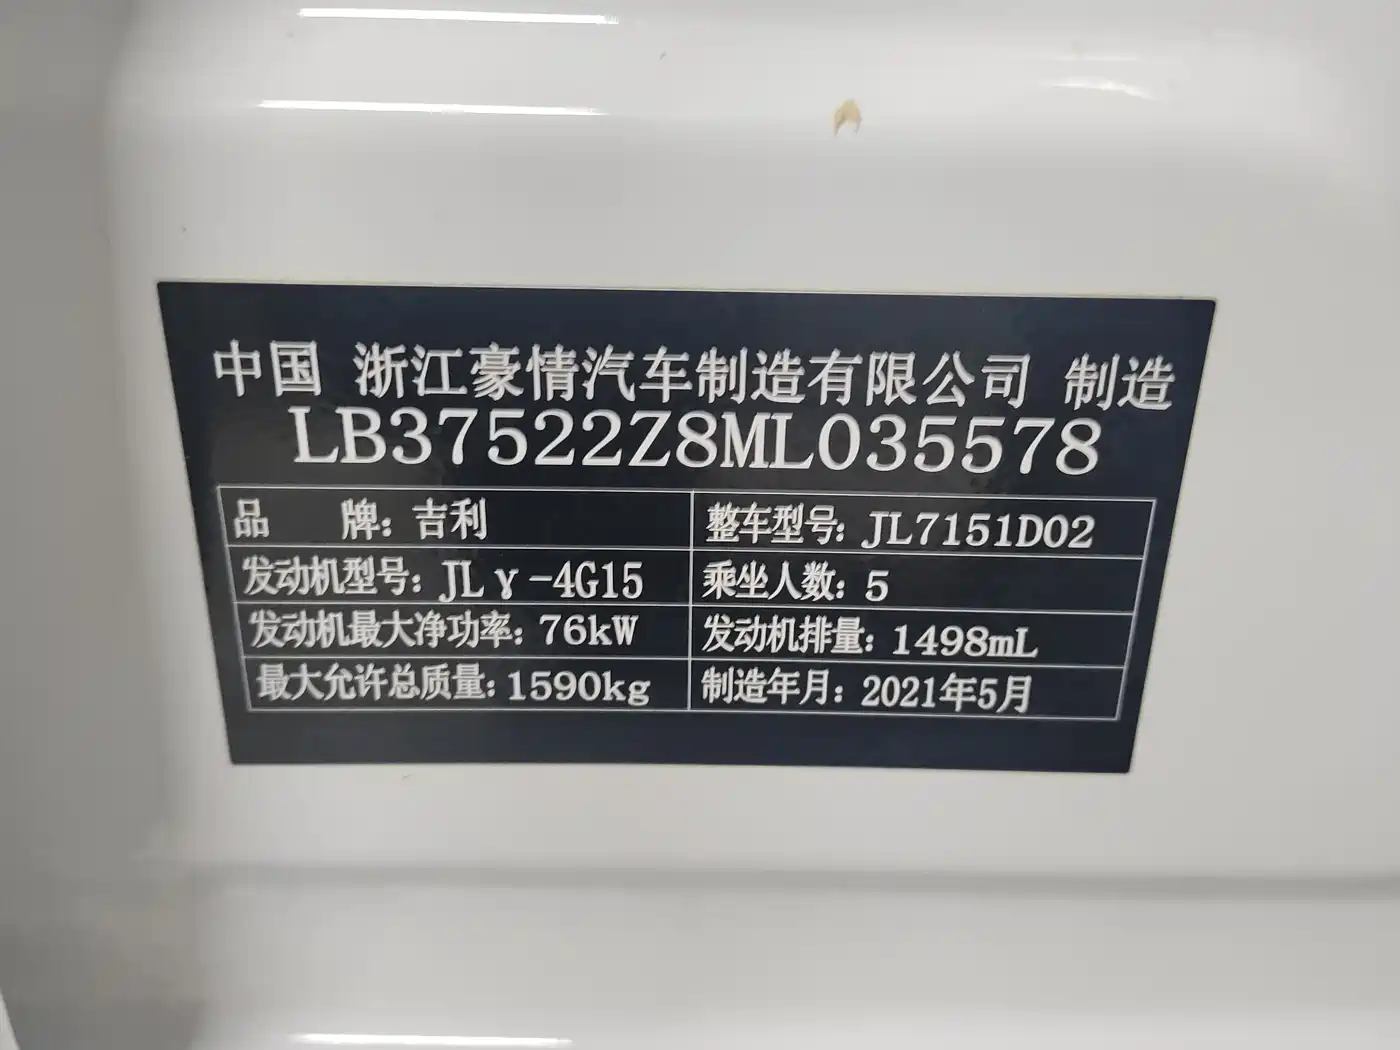 中国 浙江豪情汽车制造有限公司 制造
LB37522Z8ML035578
品 牌：吉利 整车型号：JL7151D02
发动机型号：JLγ-4G15 乘坐人数：5
发动机最大净功率：76kW 发动机排量：1498mL
最大允许总质量：1590kg 制造年月：2021年5月